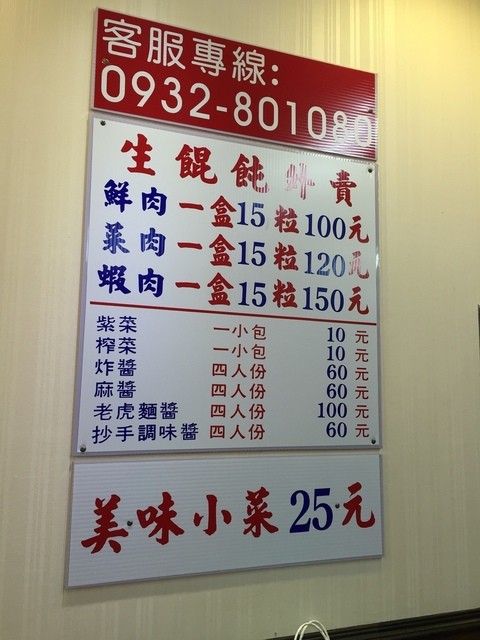 客服專線:
0932-801080
生餛飩外賣
鮮肉一盒15粒100元
菜肉一盒15粒120元
蝦肉一盒15粒150元
紫菜 一小包 10元
榨菜 一小包 10元
炸醬 四人份 60元
麻醬 四人份 60元
老虎麵醬 四人份 100元
抄手調味醬 四人份 60元
美味小菜25元